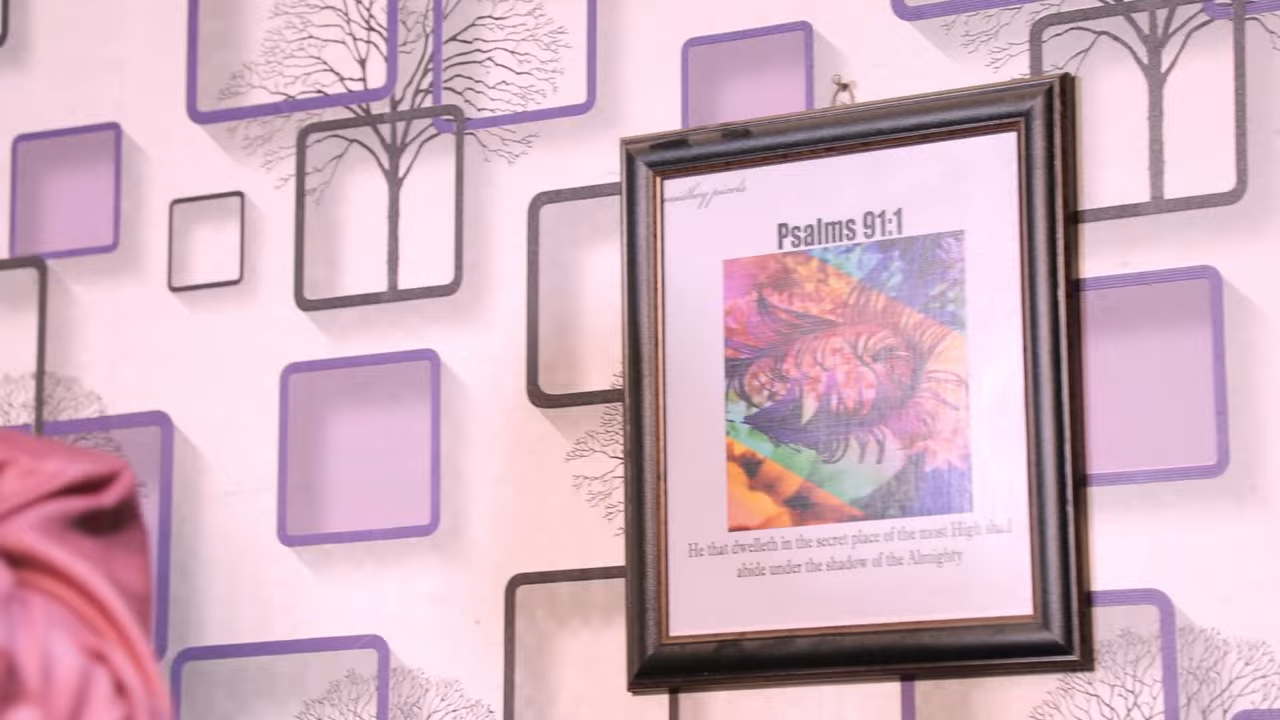 Psalms 91:1
He that dwelleth in the secret place of the most High shall
abide under the shadow of the Almighty